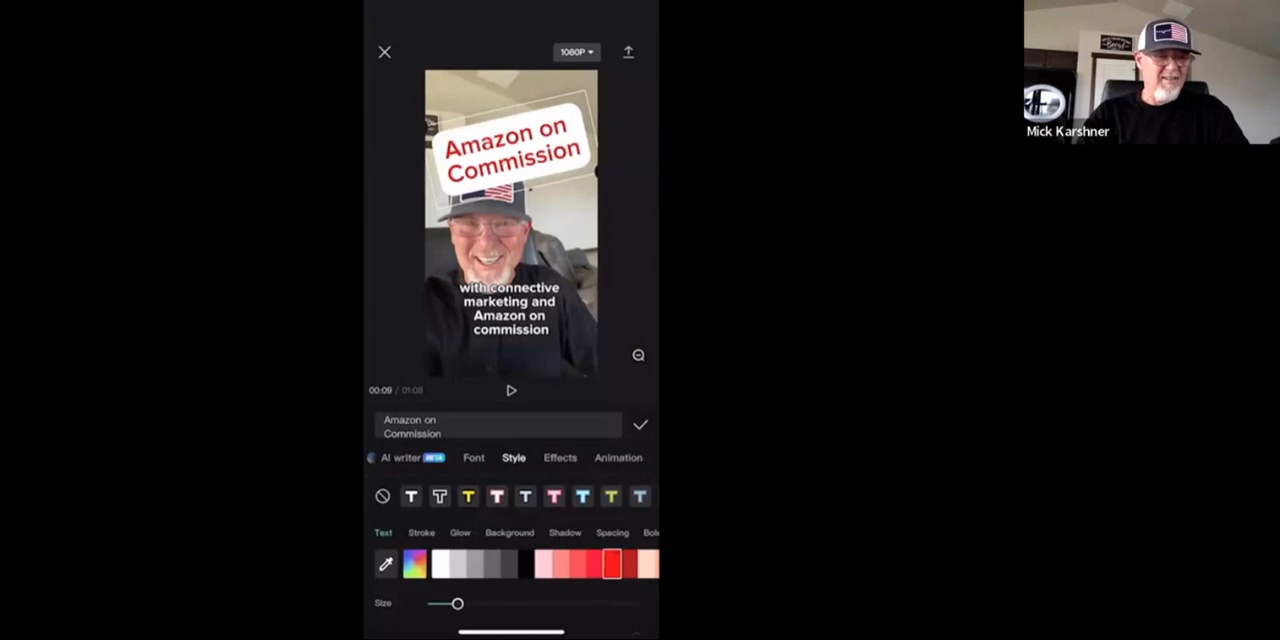 1080P
Amazon on
Commission
with connective
marketing and
Amazon on
commission
00:09 / 01:08
Amazon on
Commission
AI writer BETA Font Style Effects Animation
T T T T T T T T T
Text Stroke Glow Background Shadow Spacing Bol
Size
Mick Karshner